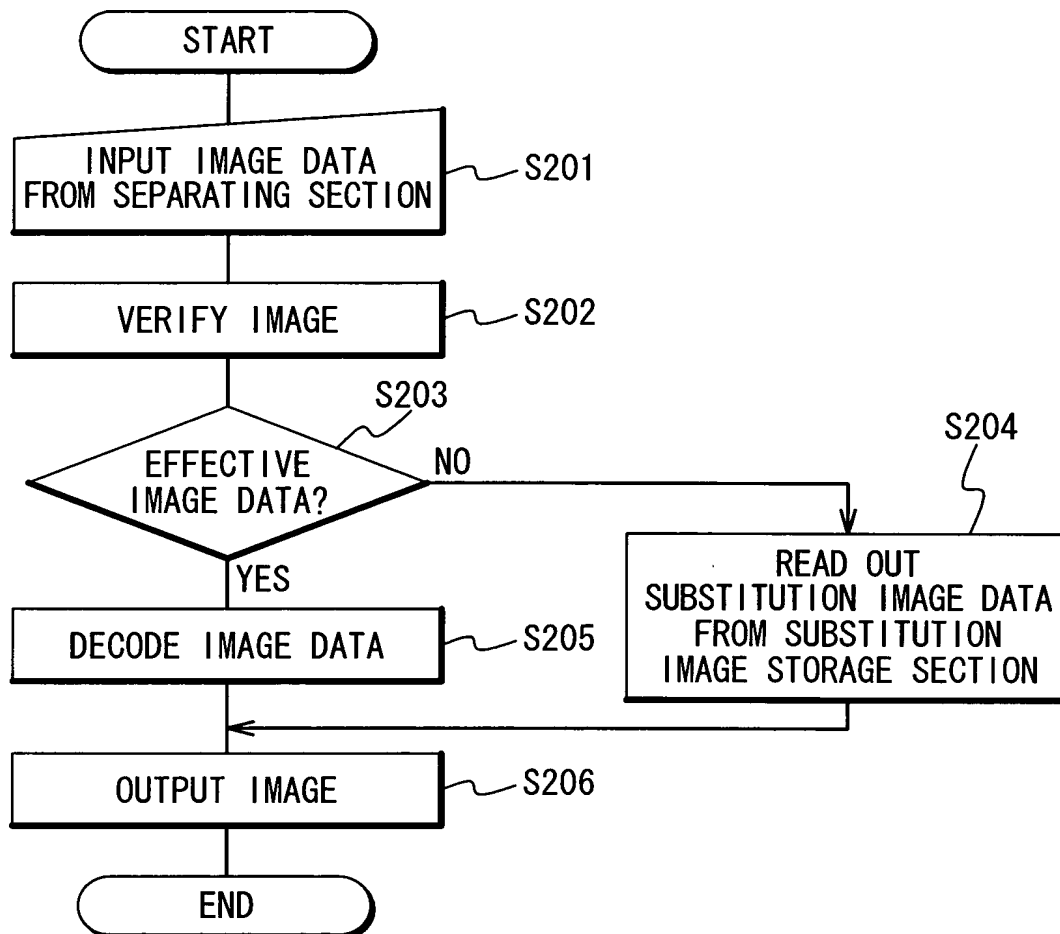 START
INPUT IMAGE DATA
FROM SEPARATING SECTION
S201
VERIFY IMAGE
S202
S203
EFFECTIVE
IMAGE DATA?
NO
YES
S204
READ OUT
SUBSTITUTION IMAGE DATA
FROM SUBSTITUTION
IMAGE STORAGE SECTION
DECODE IMAGE DATA
S205
OUTPUT IMAGE
S206
END